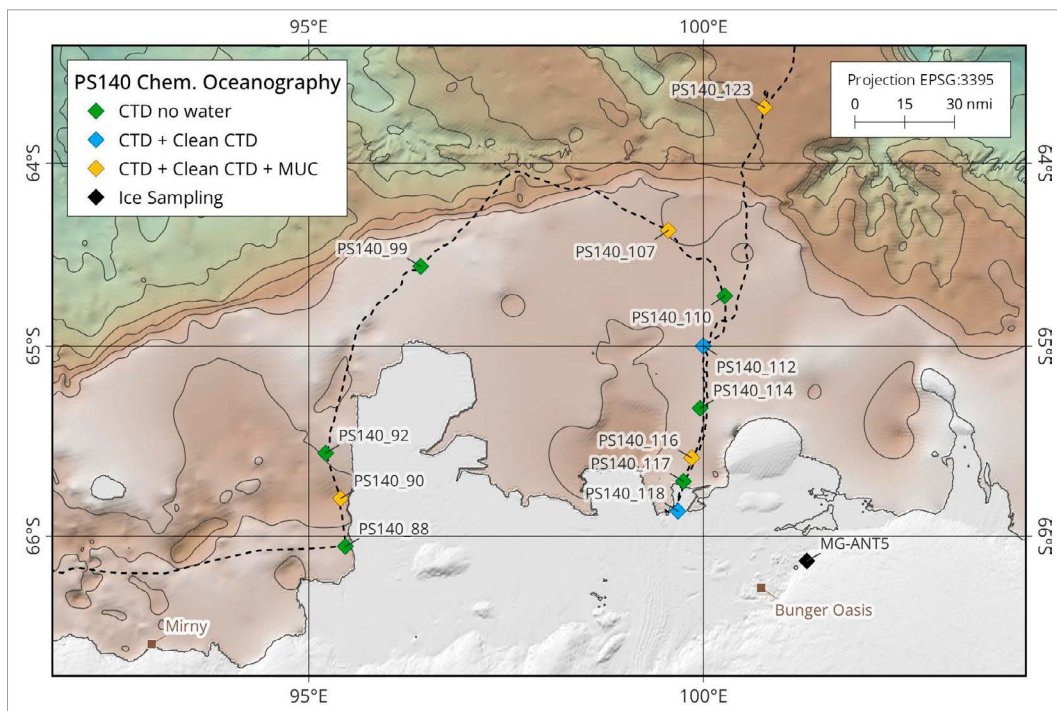 95°E 100°E
PS140 Chem. Oceanography
CTD no water
CTD + Clean CTD
CTD + Clean CTD + MUC
Ice Sampling
Projection EPSG:3395
0 15 30 nmi
PS140_123
64°S 64°S
PS140_99
PS140_107
PS140_110
65°S 65°S
PS140_112
PS140_114
PS140_92
PS140_116
PS140_117
PS140_90
PS140_118
PS140_88
66°S 66°S
MG-ANT5
Bunger Oasis
Mirny
95°E 100°E